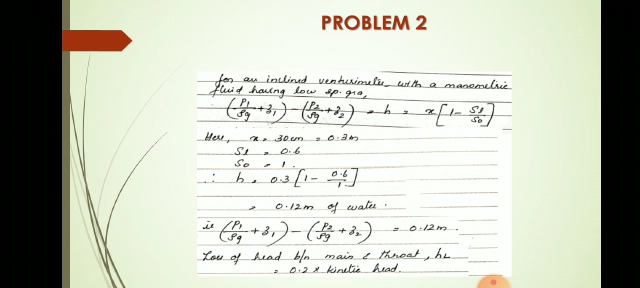 PROBLEM 2
for an inclined venturimeter with a manometric
fluid having low sp. gra,
(P1/ρg + z1) - (P2/ρg + z2) = h = x[1 - Sl/So]
Here, x = 30cm = 0.3m
Sl = 0.6
So = 1.
∴ h = 0.3 [1 - 0.6/1]
= 0.12m of water.
ie (P1/ρg + z1) - (P2/ρg + z2) = 0.12m.
Loss of head b/n main & throat, hL
= 0.2 × kinetic head.